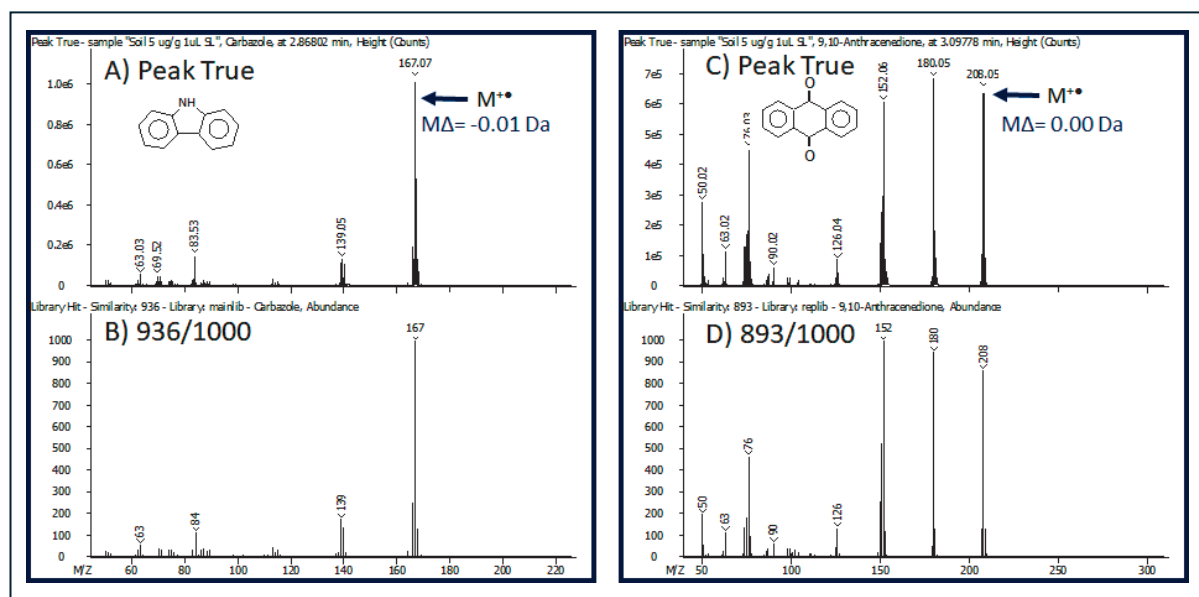 Peak True - sample "Soil 5 ug/g 1uL SL", Carbazole, at 2.86802 min, Height (Counts)
A) Peak True
167.07
NH
M+•
MΔ= -0.01 Da
1.0e6
0.8e6
0.6e6
0.4e6
0.2e6
0
63.03
69.52
83.53
139.05
Library Hit - Similarity: 936 - Library: mainlib - Carbazole, Abundance
B) 936/1000
167
1000
900
800
700
600
500
400
300
200
100
0
63
84
139
M/Z
60
80
100
120
140
160
180
200
220
Peak True - sample "Soil 5 ug/g 1uL SL", 9,10-Anthracenedione, at 3.09778 min, Height (Counts)
C) Peak True
152.06
180.05
208.05
O
O
M+•
MΔ= 0.00 Da
7e5
6e5
5e5
4e5
3e5
2e5
1e5
0
50.02
63.02
76.03
90.02
126.04
Library Hit - Similarity: 893 - Library: replib - 9,10-Anthracenedione, Abundance
D) 893/1000
152
180
208
1000
900
800
700
600
500
400
300
200
100
0
50
63
76
90
126
M/Z
50
100
150
200
250
300